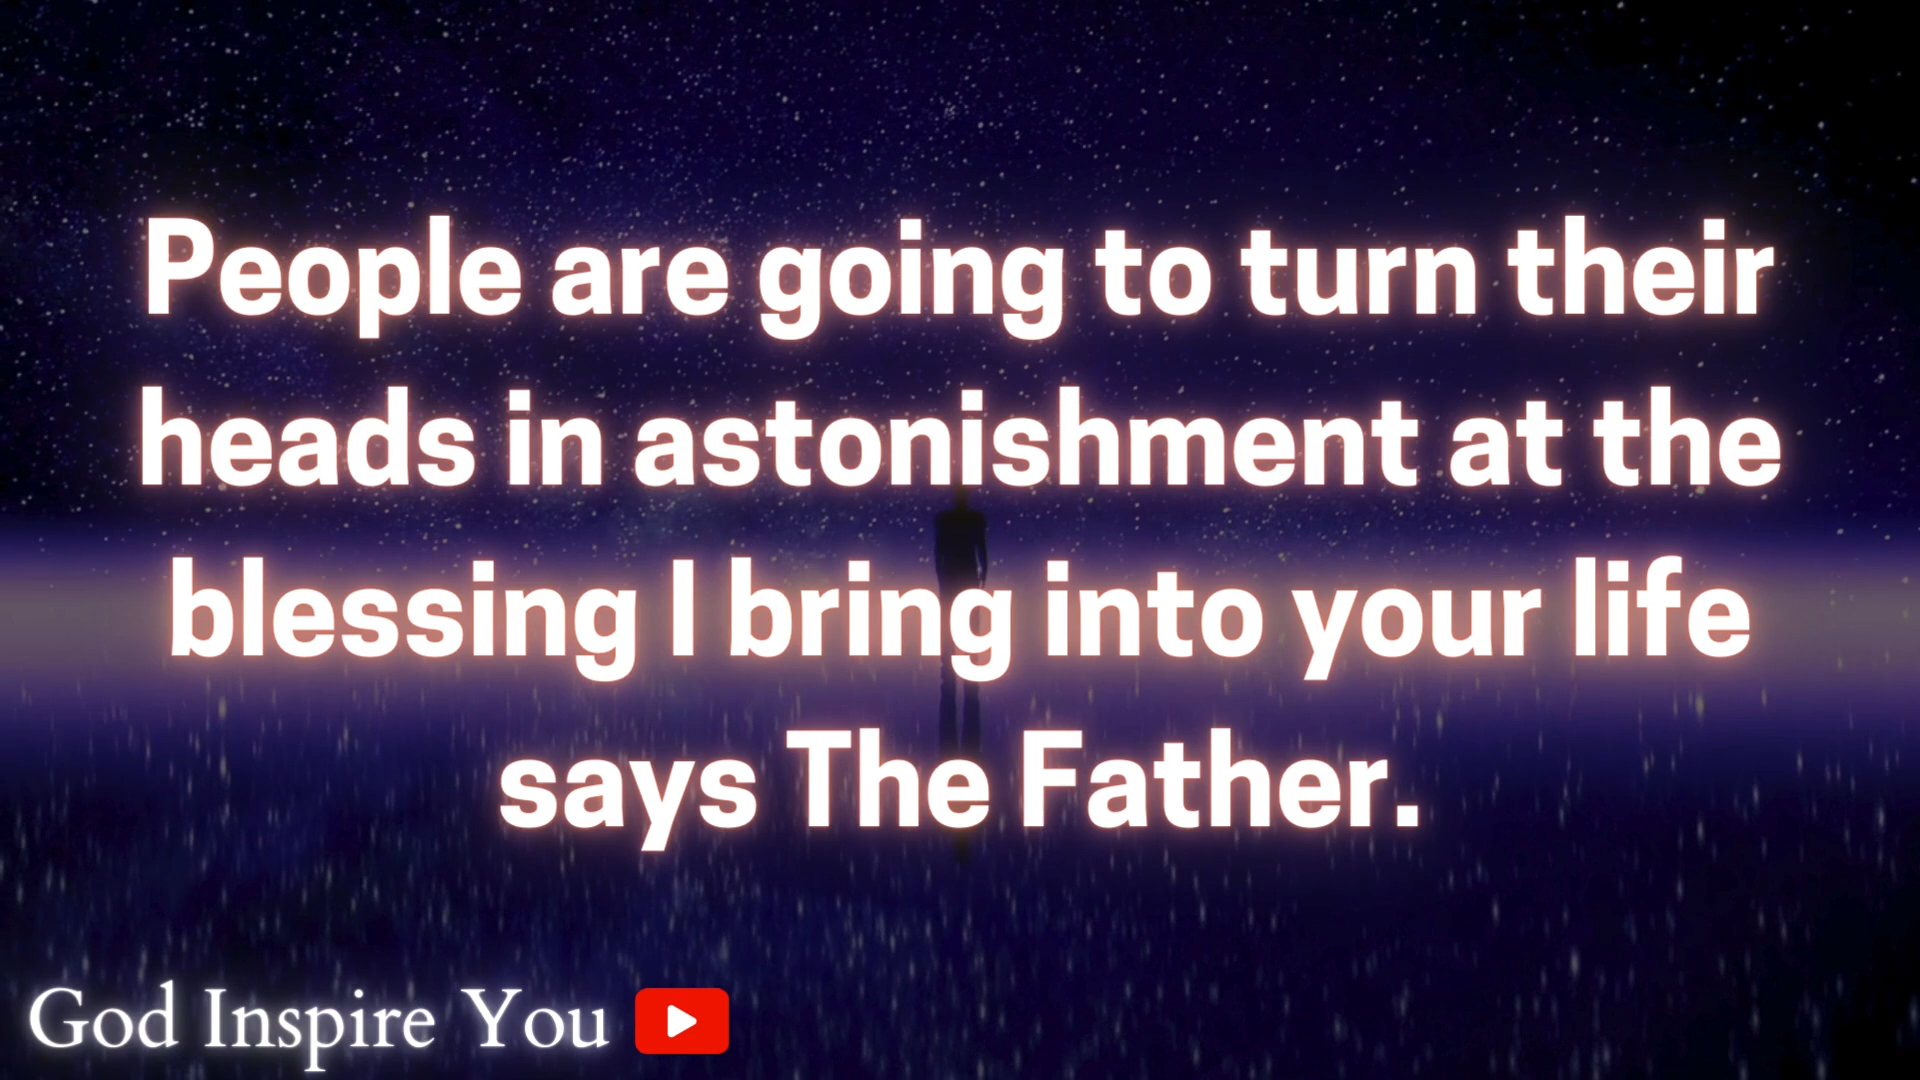 People are going to turn their
heads in astonishment at the
blessing I bring into your life
says The Father.
God Inspire You